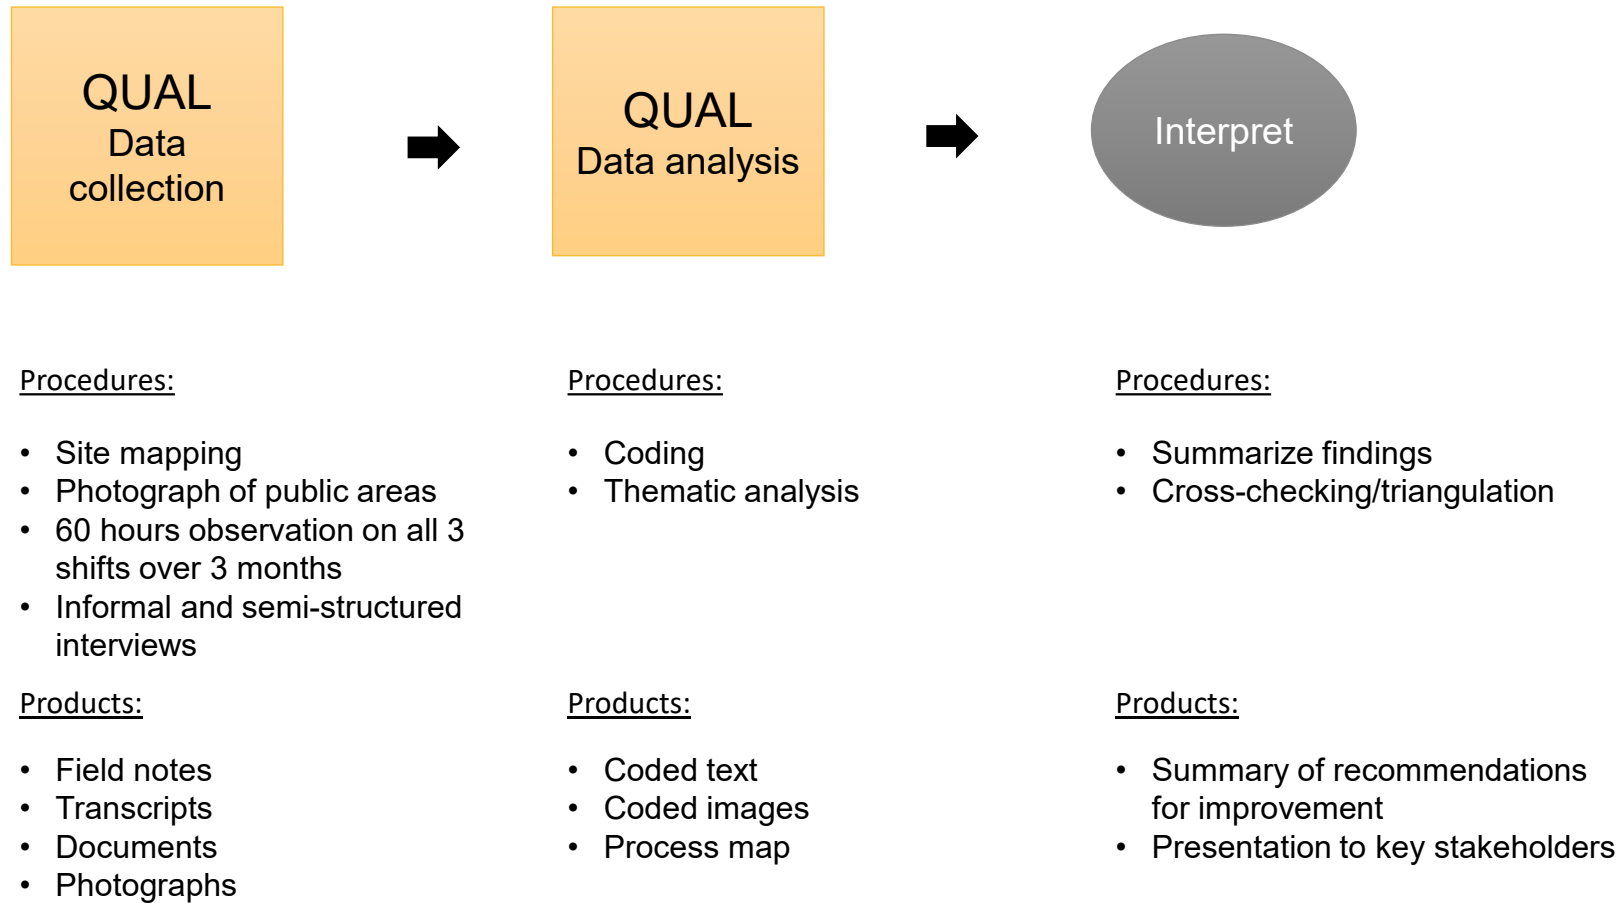 QUAL
Data
collection
QUAL
Data analysis
Interpret
Procedures:
• Site mapping
• Photograph of public areas
• 60 hours observation on all 3
shifts over 3 months
• Informal and semi-structured
interviews
Products:
• Field notes
• Transcripts
• Documents
• Photographs
Procedures:
• Coding
• Thematic analysis
Products:
• Coded text
• Coded images
• Process map
Procedures:
• Summarize findings
• Cross-checking/triangulation
Products:
• Summary of recommendations
for improvement
• Presentation to key stakeholders